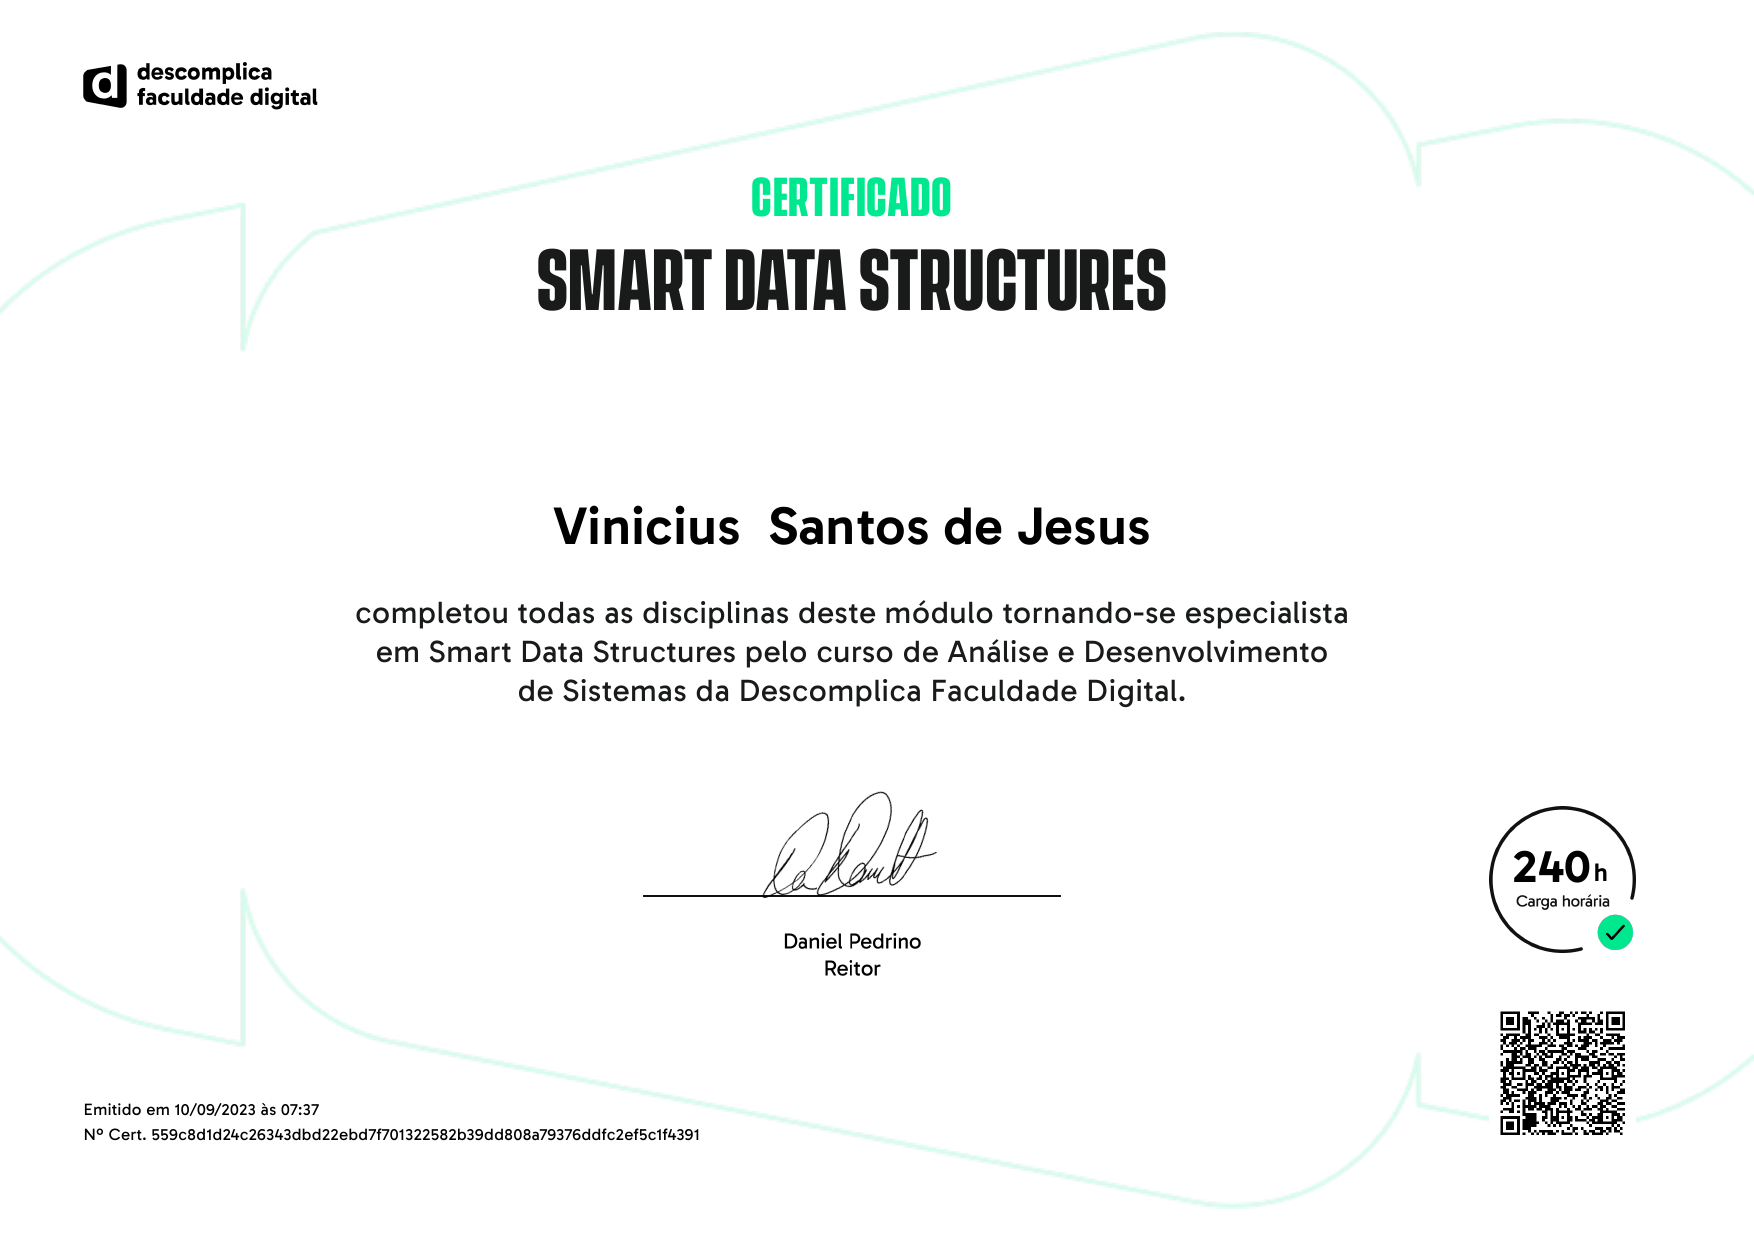 descomplica
faculdade digital
CERTIFICADO
SMART DATA STRUCTURES
Vinicius  Santos de Jesus
completou todas as disciplinas deste módulo tornando-se especialista
em Smart Data Structures pelo curso de Análise e Desenvolvimento
de Sistemas da Descomplica Faculdade Digital.
Daniel Pedrino
Reitor
240 h
Carga horária
Emitido em 10/09/2023 às 07:37
Nº Cert. 559c8d1d24c26343dbd22ebd7f701322582b39dd808a79376ddfc2ef5c1f4391